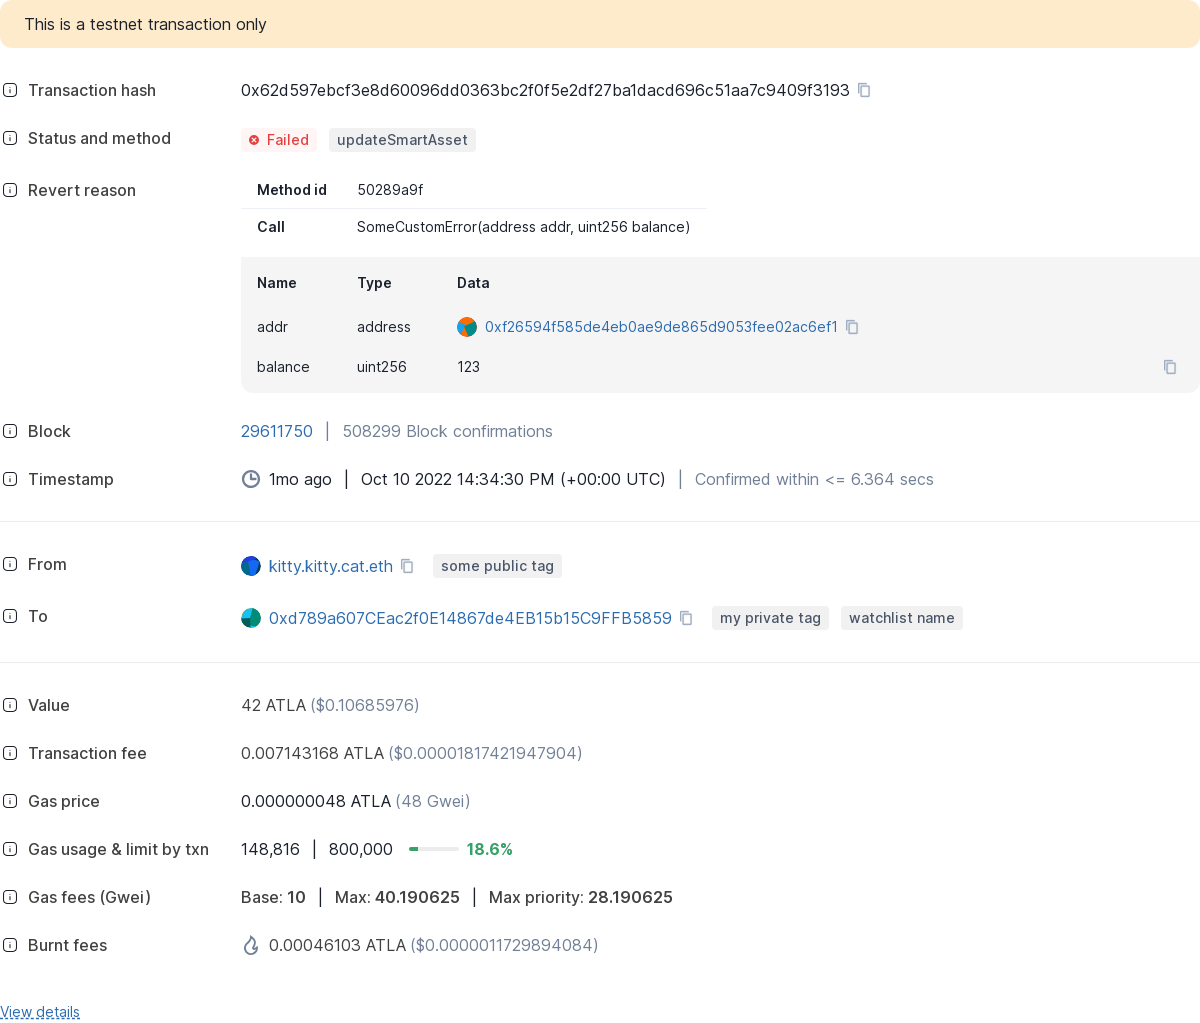 This is a testnet transaction only
Transaction hash 0x62d597ebcf3e8d60096dd0363bc2f0f5e2df27ba1dacd696c51aa7c9409f3193
Status and method Failed updateSmartAsset
Revert reason Method id 50289a9f
Call SomeCustomError(address addr, uint256 balance)
Name Type Data
addr address 0xf26594f585de4eb0ae9de865d9053fee02ac6ef1
balance uint256 123
Block 29611750 | 508299 Block confirmations
Timestamp 1mo ago | Oct 10 2022 14:34:30 PM (+00:00 UTC) | Confirmed within <= 6.364 secs
From kitty.kitty.cat.eth some public tag
To 0xd789a607CEac2f0E14867de4EB15b15C9FFB5859 my private tag watchlist name
Value 42 ATLA ($0.10685976)
Transaction fee 0.007143168 ATLA ($0.00001817421947904)
Gas price 0.000000048 ATLA (48 Gwei)
Gas usage & limit by txn 148,816 | 800,000 18.6%
Gas fees (Gwei) Base: 10 | Max: 40.190625 | Max priority: 28.190625
Burnt fees 0.00046103 ATLA ($0.0000011729894084)
View details